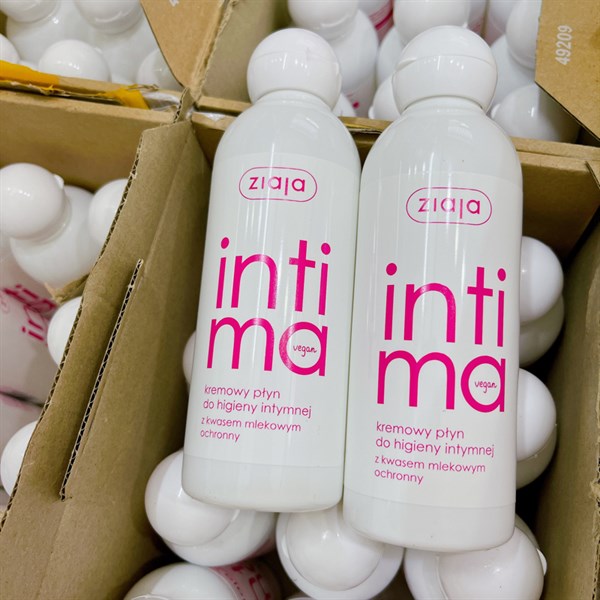 49209
ziaja
inti
ma
vegan
kremowy płyn
do higieny intymnej
z kwasem mlekowym
ochronny
ziaja
inti
ma
vegan
kremowy płyn
do higieny intymnej
z kwasem mlekowym
ochronny